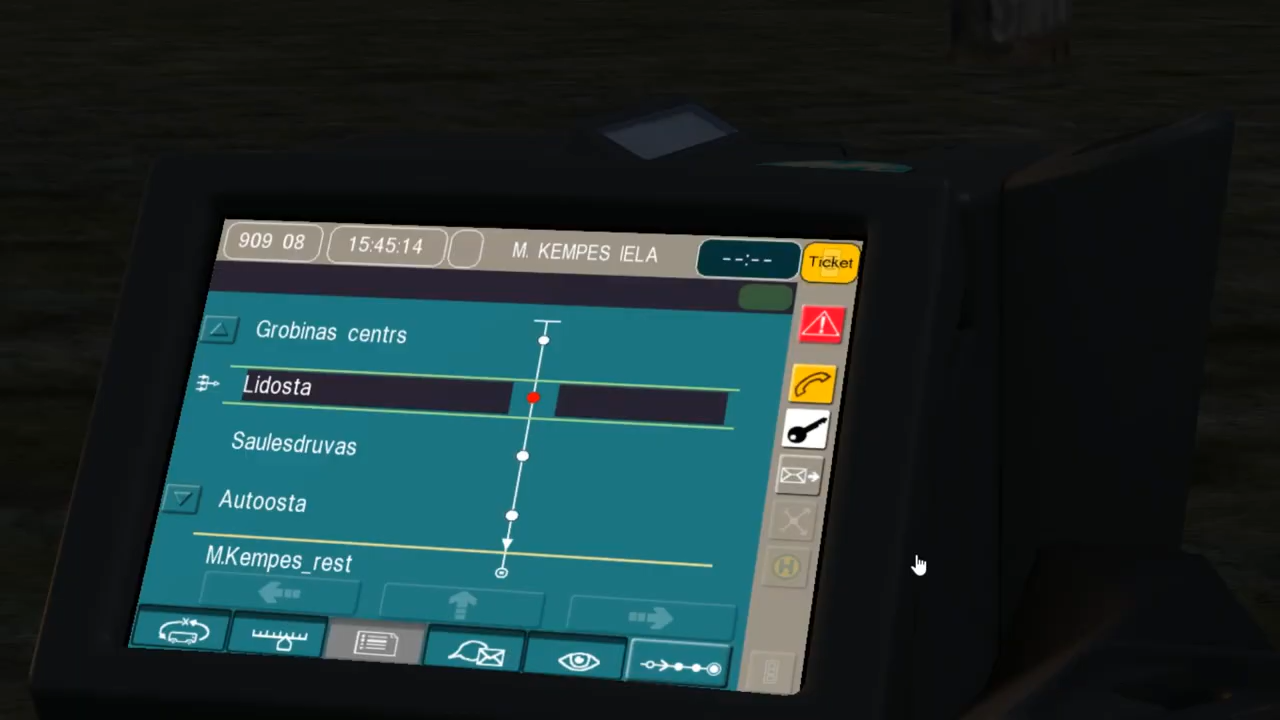 909 08
15:45:14
M. KEMPES IELA
--:--
Ticket
Grobinas centrs
Lidosta
Saulesdruvas
Autoosta
M.Kempes_rest
H